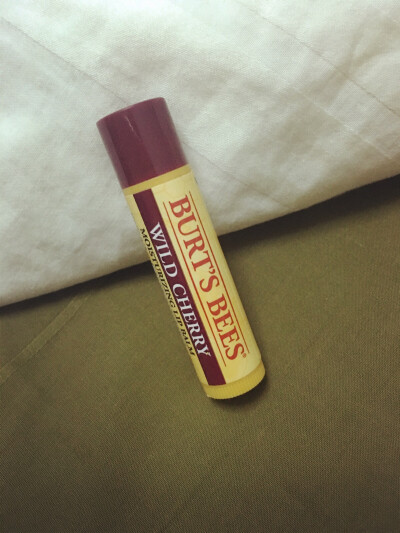 BURT'S BEES®
WILD CHERRY
MOISTURIZING LIP BALM